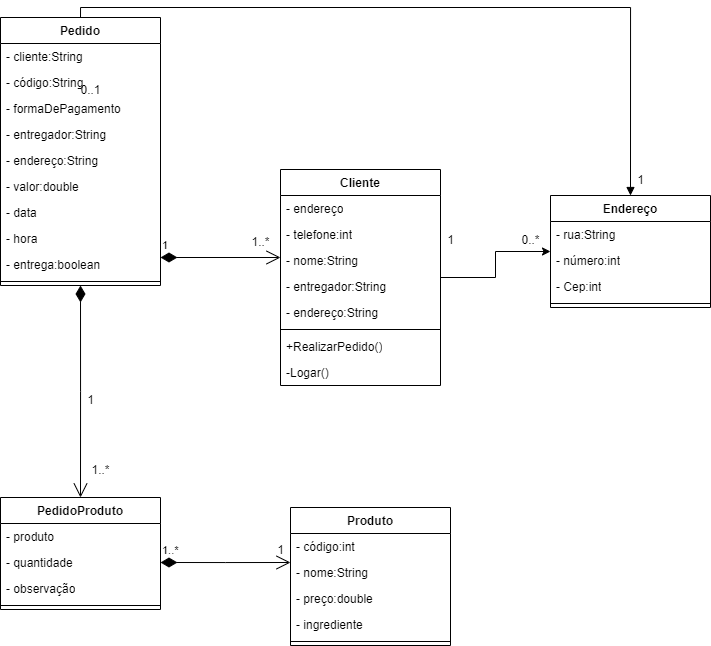 Pedido
- cliente:String
- código:String
0..1
- formaDePagamento
- entregador:String
- endereço:String
- valor:double
- data
- hora
- entrega:boolean
1
1..*
Cliente
- endereço
- telefone:int
- nome:String
- entregador:String
- endereço:String
+RealizarPedido()
-Logar()
1
0..*
1
Endereço
- rua:String
- número:int
- Cep:int
1
1..*
PedidoProduto
- produto
- quantidade
- observação
1..*
1
Produto
- código:int
- nome:String
- preço:double
- ingrediente